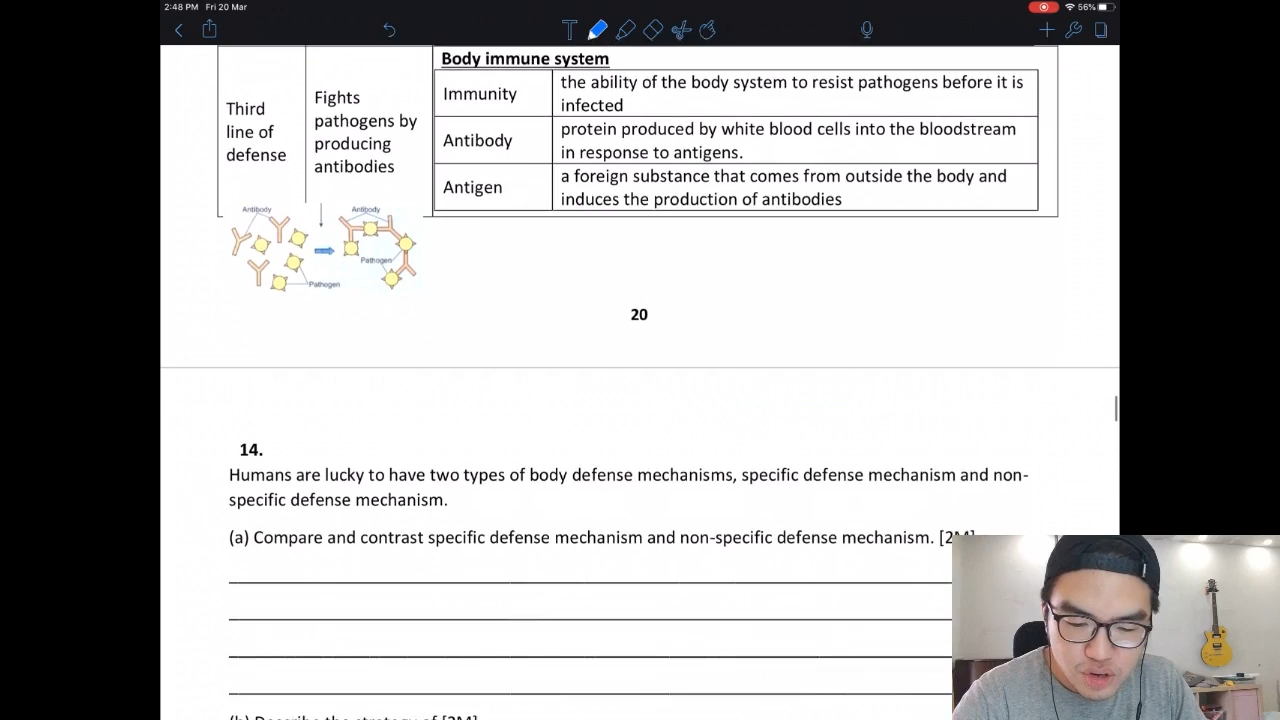 2:48 PM Fri 20 Mar
56%
Body immune system
Third
line of
defense
Fights
pathogens by
producing
antibodies
Immunity
the ability of the body system to resist pathogens before it is
infected
Antibody
protein produced by white blood cells into the bloodstream
in response to antigens.
Antigen
a foreign substance that comes from outside the body and
induces the production of antibodies
Antibody
Antibody
Pathogen
Pathogen
20
14.
Humans are lucky to have two types of body defense mechanisms, specific defense mechanism and non-
specific defense mechanism.
(a) Compare and contrast specific defense mechanism and non-specific defense mechanism. [2M]
(b) Describe the strategy of [2M]